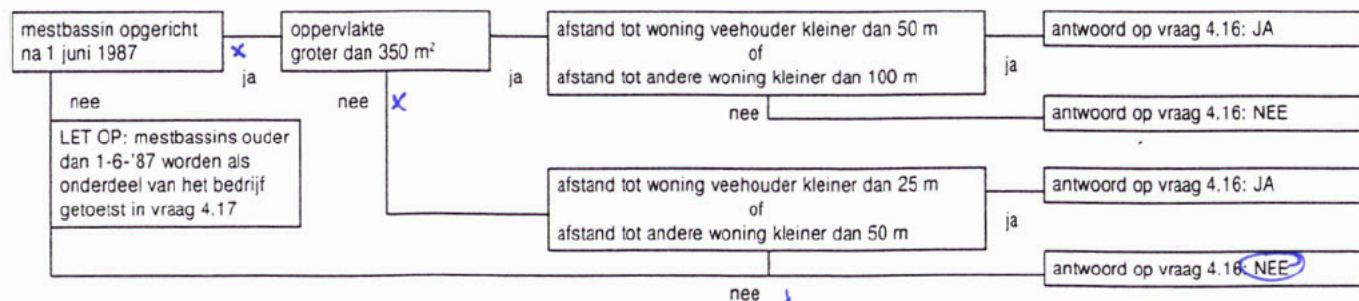 mestbassin opgericht
na 1 juni 1987
x
ja
oppervlakte
groter dan 350 m²
ja
afstand tot woning veehouder kleiner dan 50 m
of
afstand tot andere woning kleiner dan 100 m
ja
antwoord op vraag 4.16: JA
nee
nee
x
nee
antwoord op vraag 4.16: NEE
LET OP: mestbassins ouder
dan 1-6-'87 worden als
onderdeel van het bedrijf
getoetst in vraag 4.17
afstand tot woning veehouder kleiner dan 25 m
of
afstand tot andere woning kleiner dan 50 m
ja
antwoord op vraag 4.16: JA
nee
antwoord op vraag 4.16: NEE